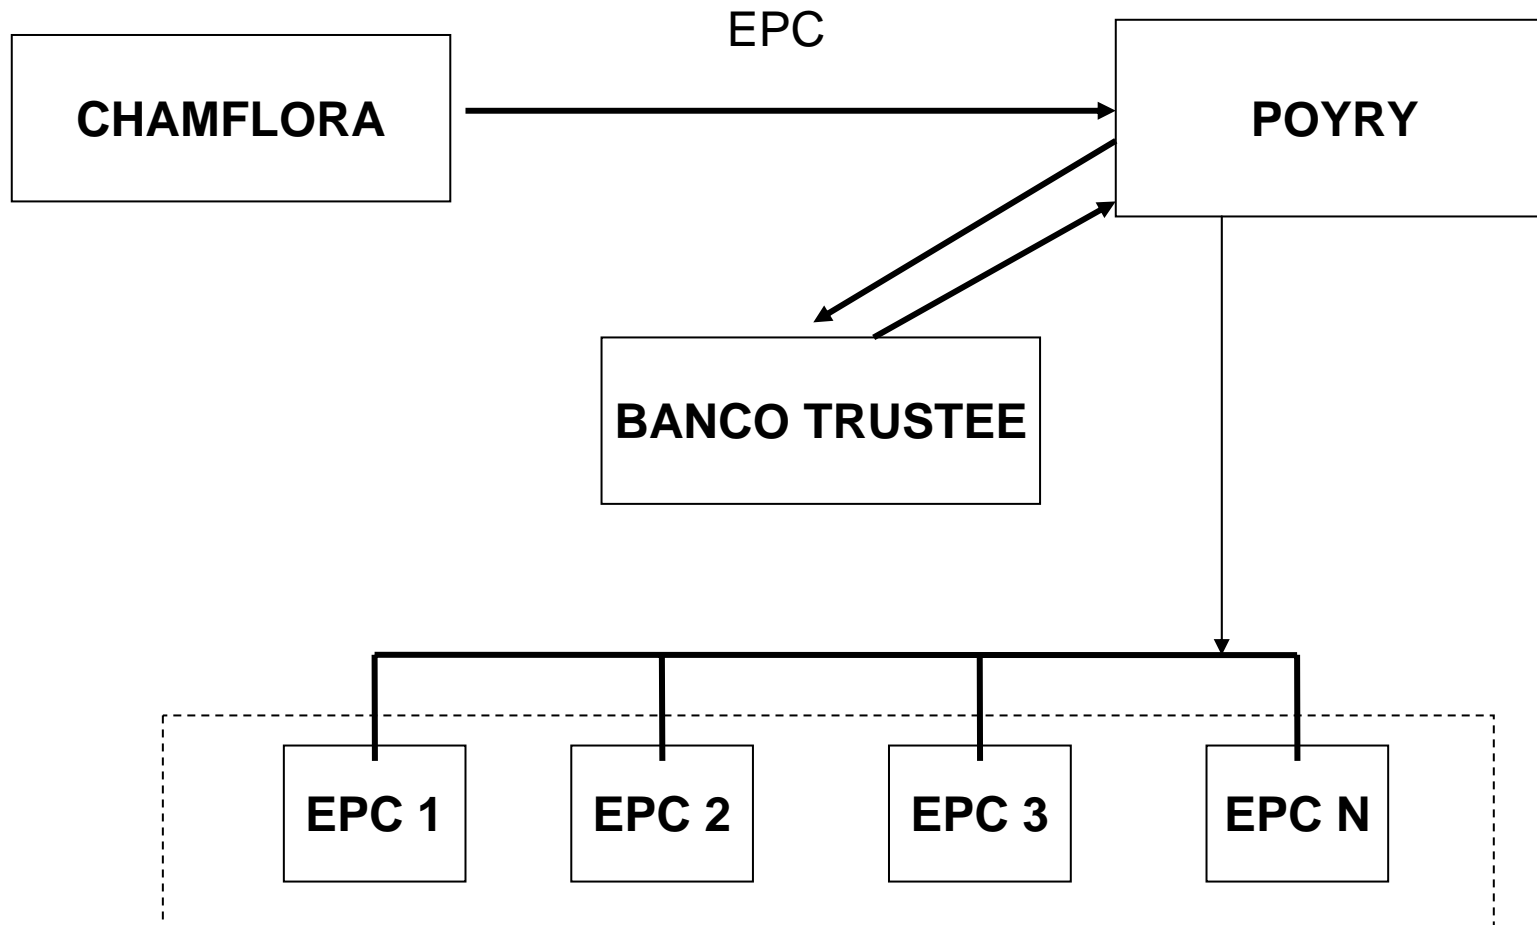 EPC
CHAMFLORA
POYRY
BANCO TRUSTEE
EPC 1
EPC 2
EPC 3
EPC N